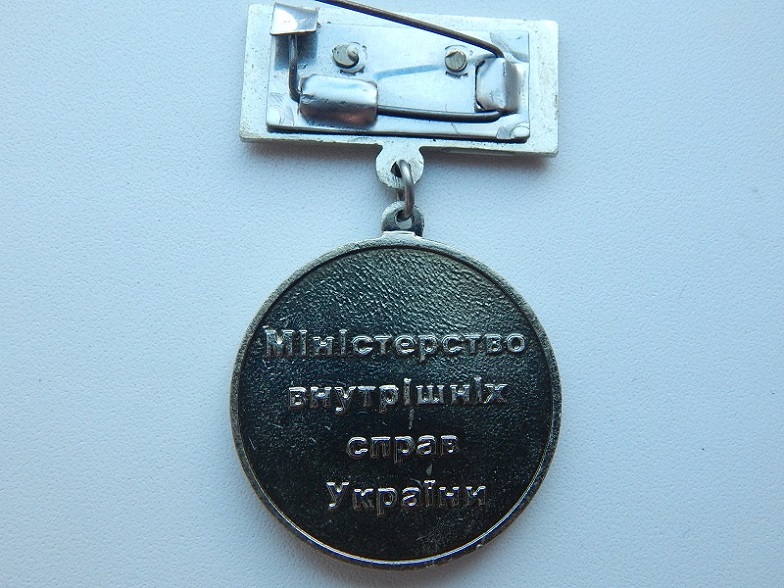 Міністерство
внутрішніх
справ
України